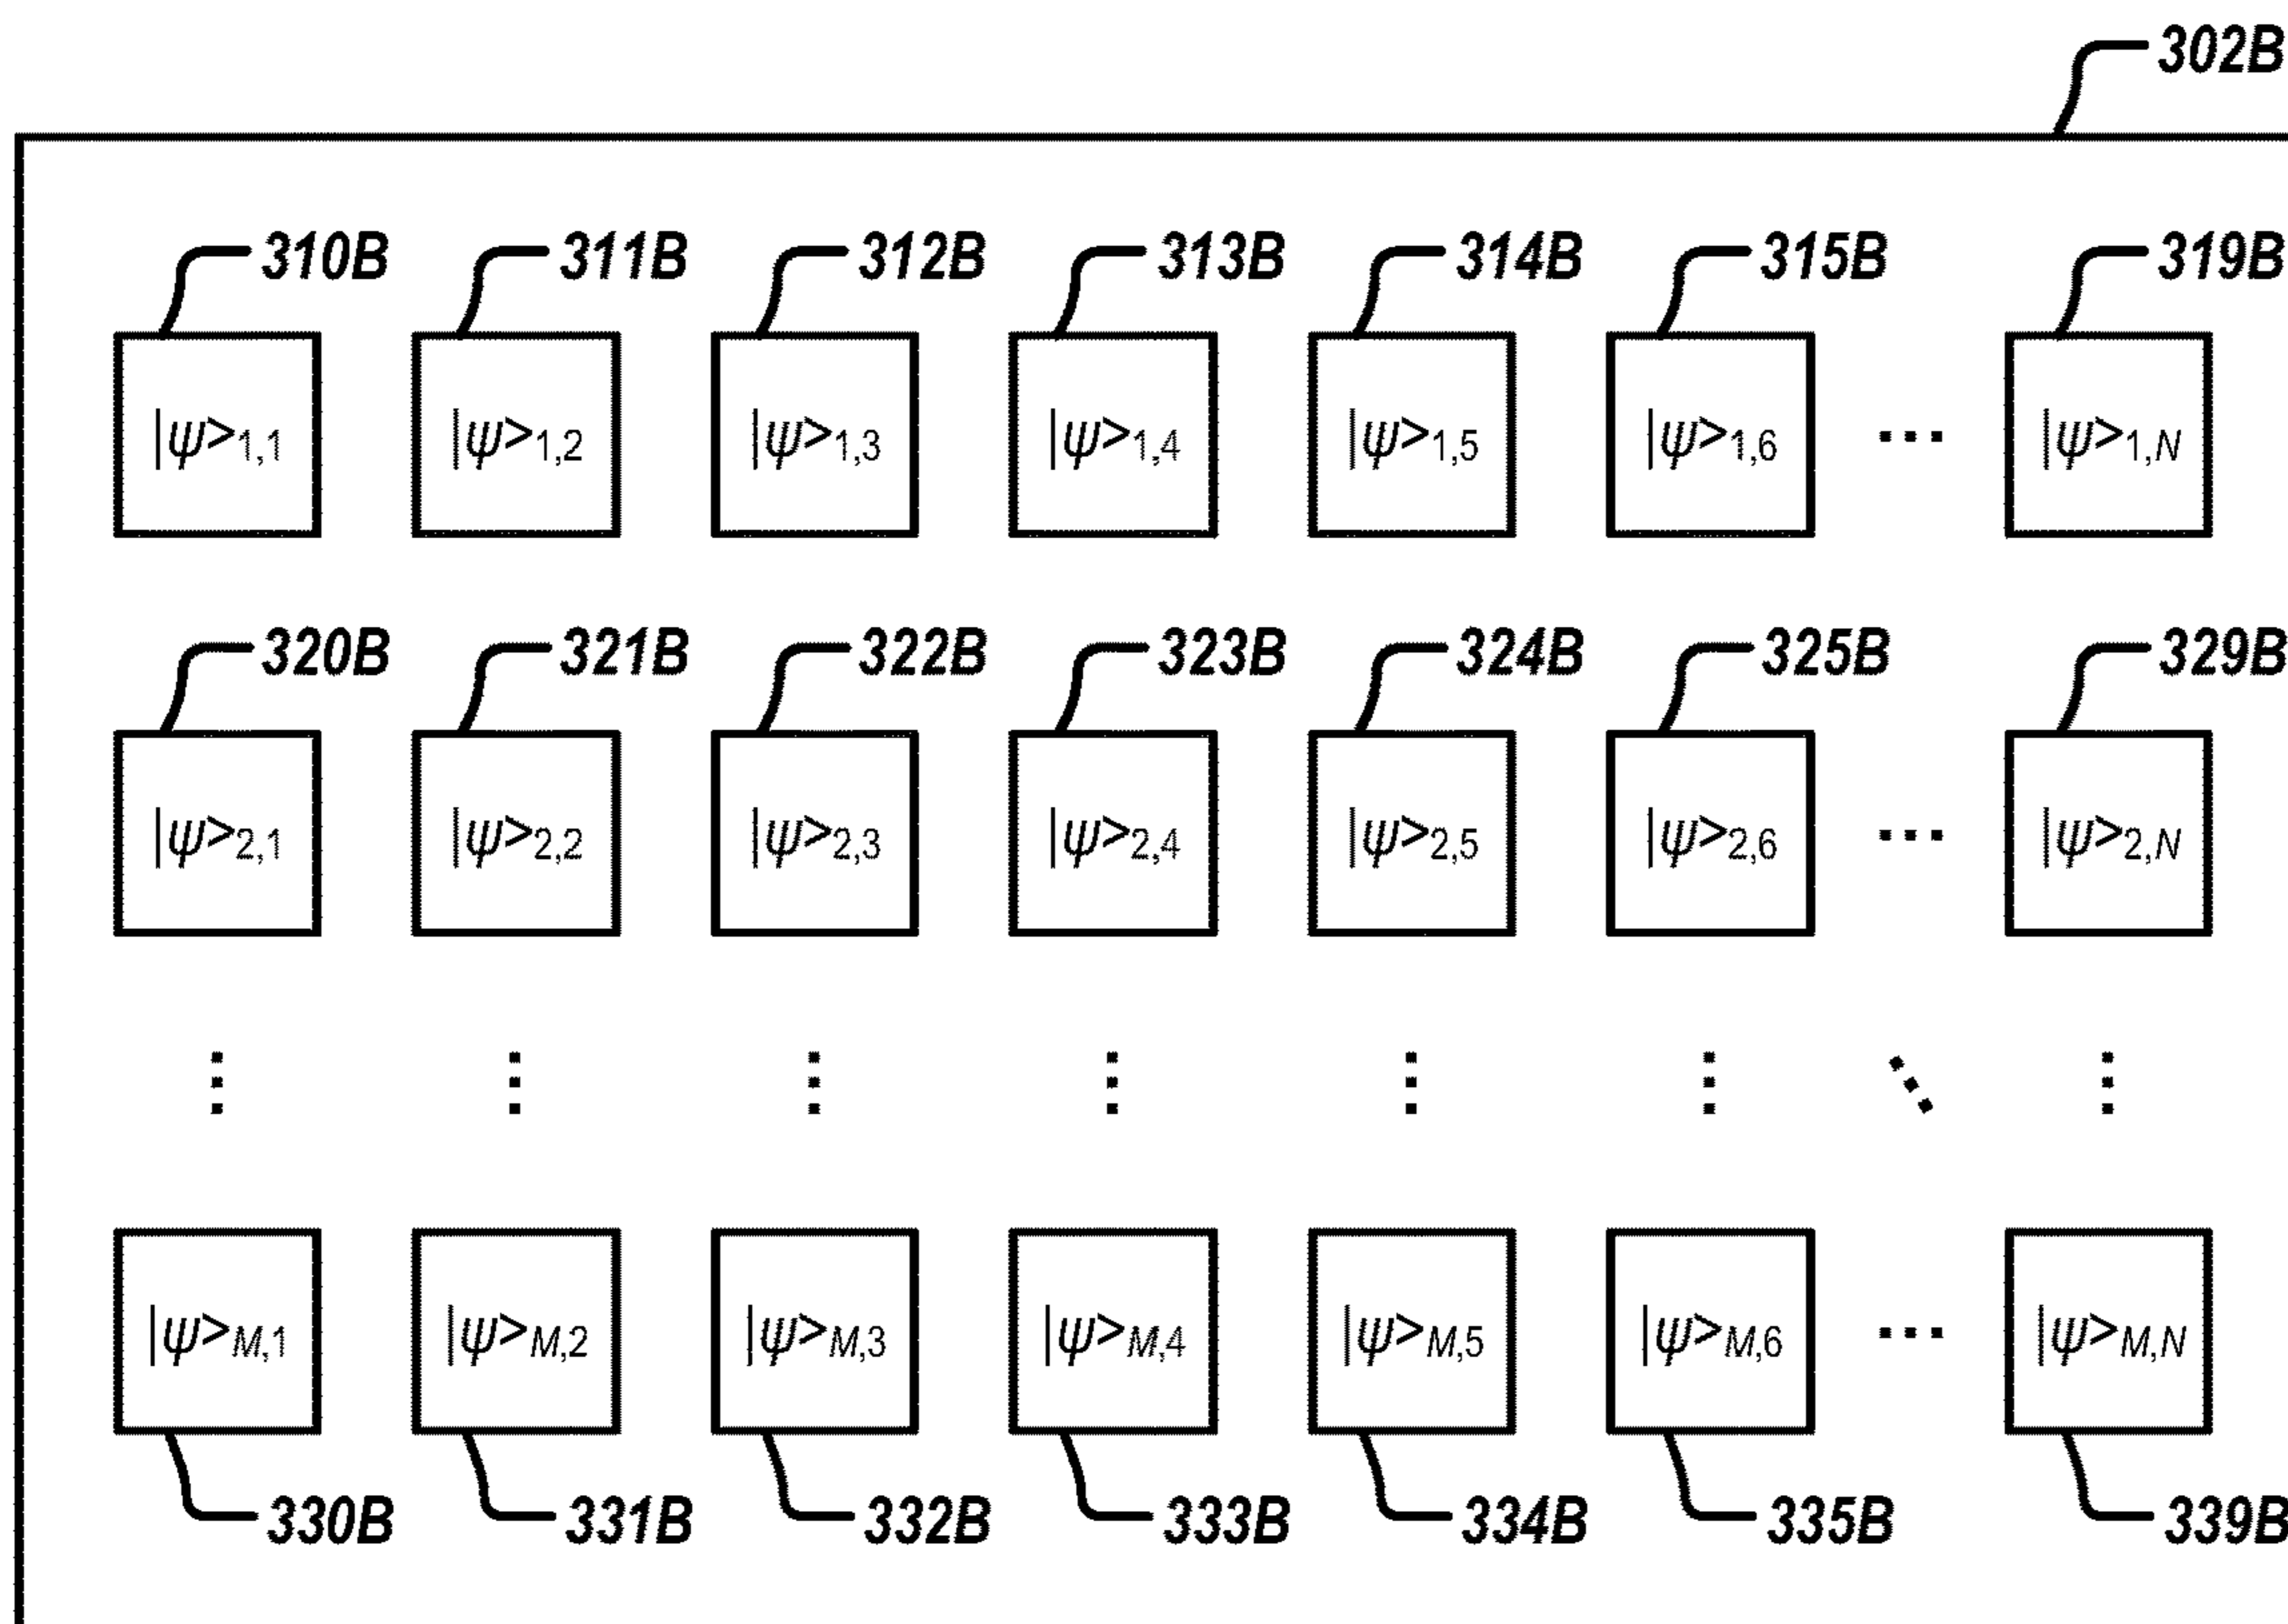 302B
310B 311B 312B 313B 314B 315B 319B
|ψ>1,1 |ψ>1,2 |ψ>1,3 |ψ>1,4 |ψ>1,5 |ψ>1,6 ... |ψ>1,N
320B 321B 322B 323B 324B 325B 329B
|ψ>2,1 |ψ>2,2 |ψ>2,3 |ψ>2,4 |ψ>2,5 |ψ>2,6 ... |ψ>2,N
|ψ>M,1 |ψ>M,2 |ψ>M,3 |ψ>M,4 |ψ>M,5 |ψ>M,6 ... |ψ>M,N
330B 331B 332B 333B 334B 335B 339B